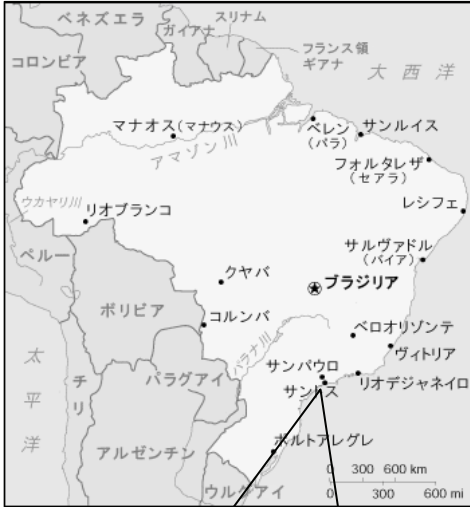 ベネズエラ
ガイアナ
スリナム
コロンビア
フランス領
ギアナ
大西洋
マナオス(マナウス)
アマゾン川
ベレン
(パラ)
サンルイス
フォルタレザ
(セアラ)
ウカヤリ川
リオブランコ
レシフェ
ペルー
サルヴァドル
(バイア)
クヤバ
ブラジリア
ボリビア
コルンバ
ベロオリゾンテ
パラナ川
ヴィトリア
太平洋
チリ
パラグアイ
サンパウロ
サントス
リオデジャネイロ
アルゼンチン
ポルトアレグレ
ウルグアイ
0 300 600 km
0 300 600 mi